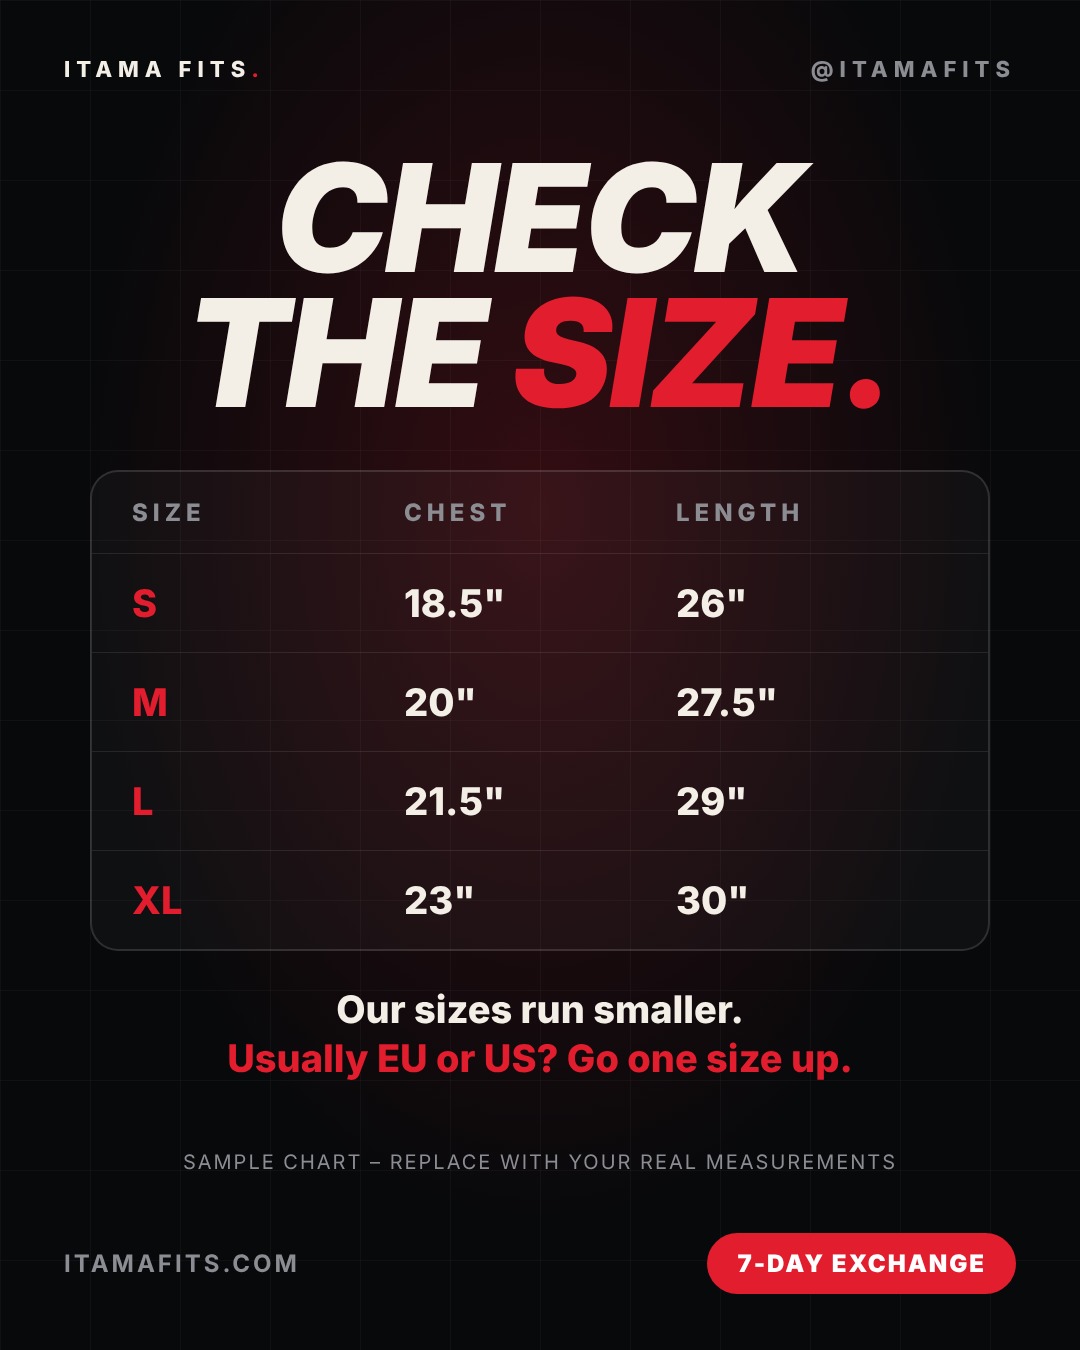 ITAMA FITS.
@ITAMAFITS
CHECK
THE SIZE.
SIZE CHEST LENGTH
S 18.5" 26"
M 20" 27.5"
L 21.5" 29"
XL 23" 30"
Our sizes run smaller.
Usually EU or US? Go one size up.
SAMPLE CHART – REPLACE WITH YOUR REAL MEASUREMENTS
ITAMAFITS.COM
7-DAY EXCHANGE